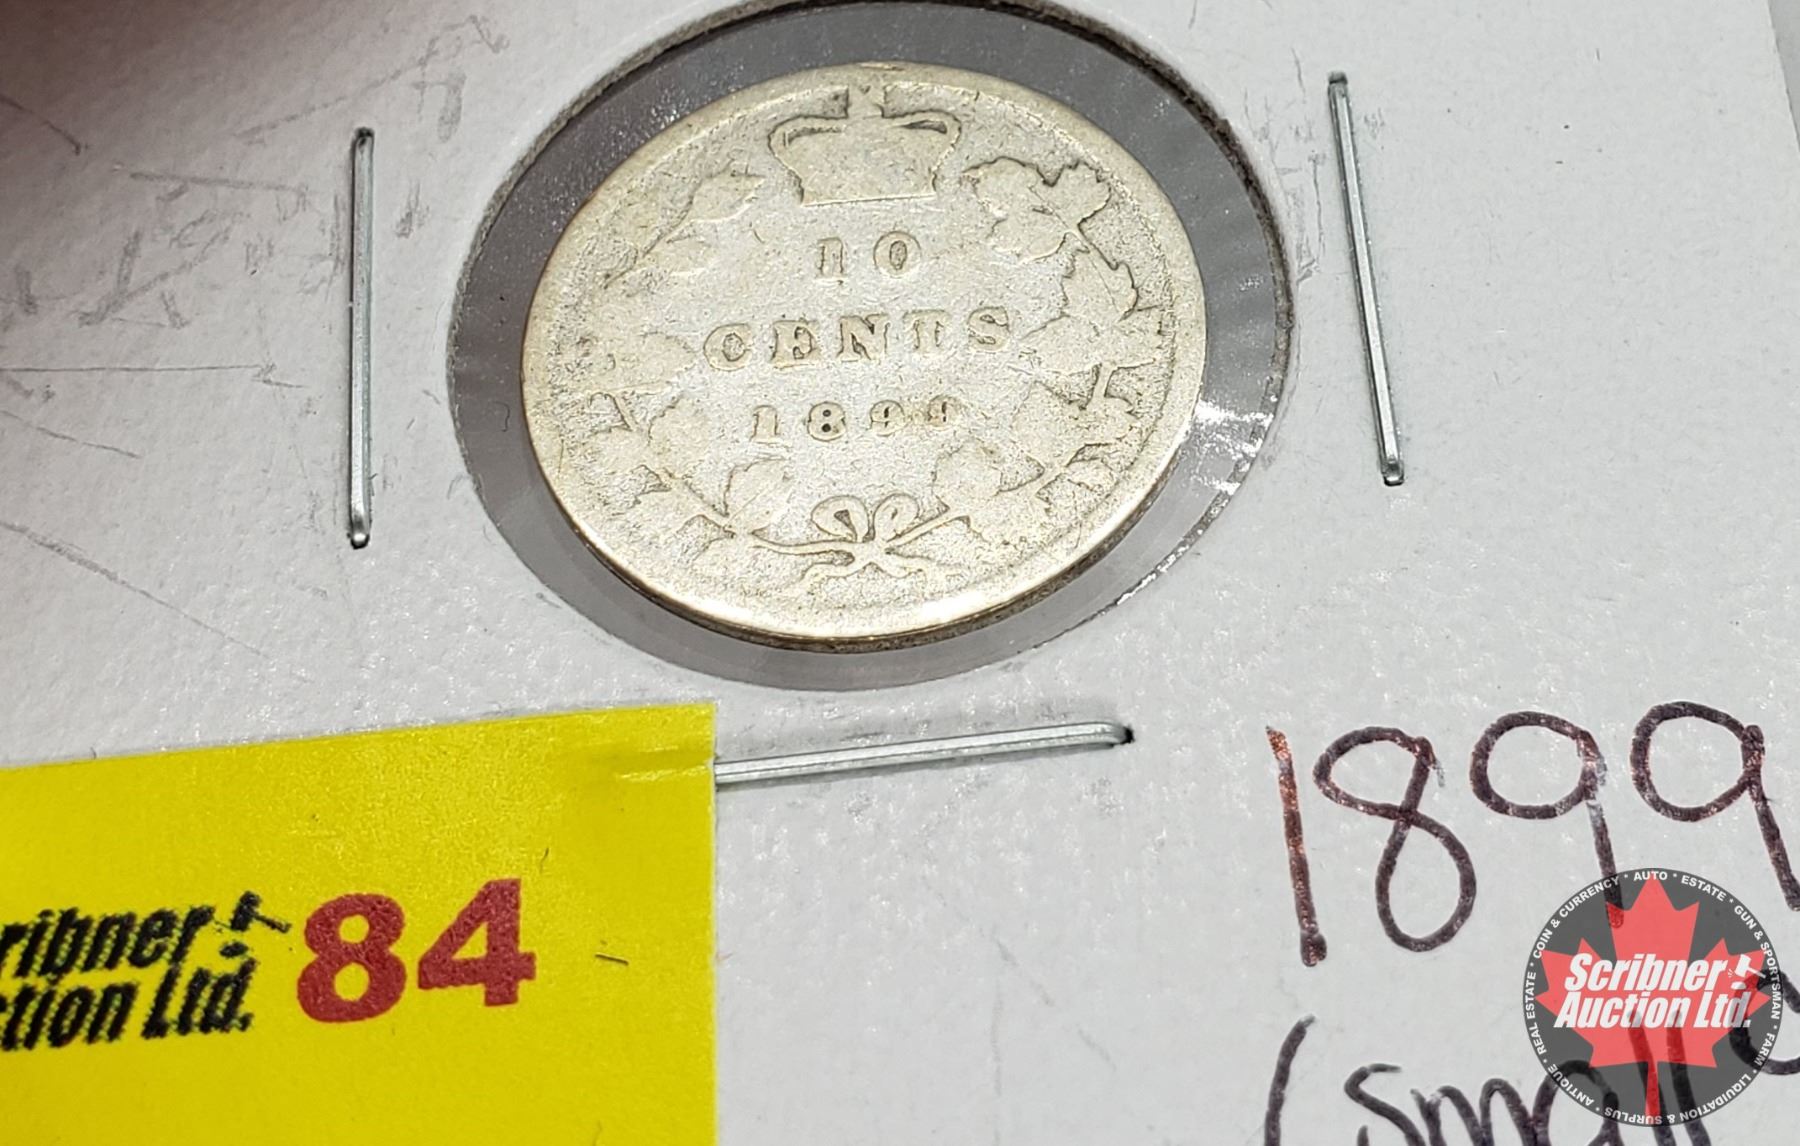 10
CENTS
1899
1899
(small
84
ribner
ction Ltd.
Scribner
Auction Ltd.
COIN & CURRENCY * AUTO * ESTATE * GUN & SPORTSMAN * FARM * LIQUIDATION & SURPLUS * ANTIQUE * REAL ESTATE *